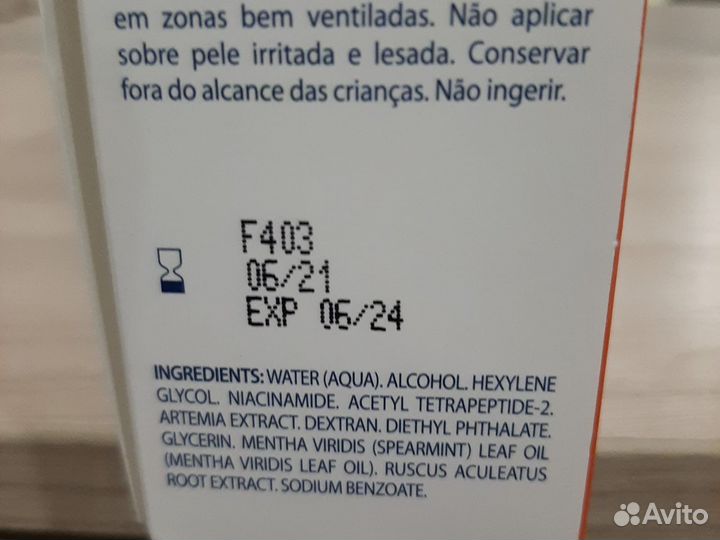 em zonas bem ventiladas. Não aplicar
sobre pele irritada e lesada. Conservar
fora do alcance das crianças. Não ingerir.
F403
06/21
EXP 06/24
INGREDIENTS: WATER (AQUA). ALCOHOL. HEXYLENE
GLYCOL. NIACINAMIDE. ACETYL TETRAPEPTIDE-2.
ARTEMIA EXTRACT. DEXTRAN. DIETHYL PHTHALATE.
GLYCERIN. MENTHA VIRIDIS (SPEARMINT) LEAF OIL
(MENTHA VIRIDIS LEAF OIL). RUSCUS ACULEATUS
ROOT EXTRACT. SODIUM BENZOATE.
Avito